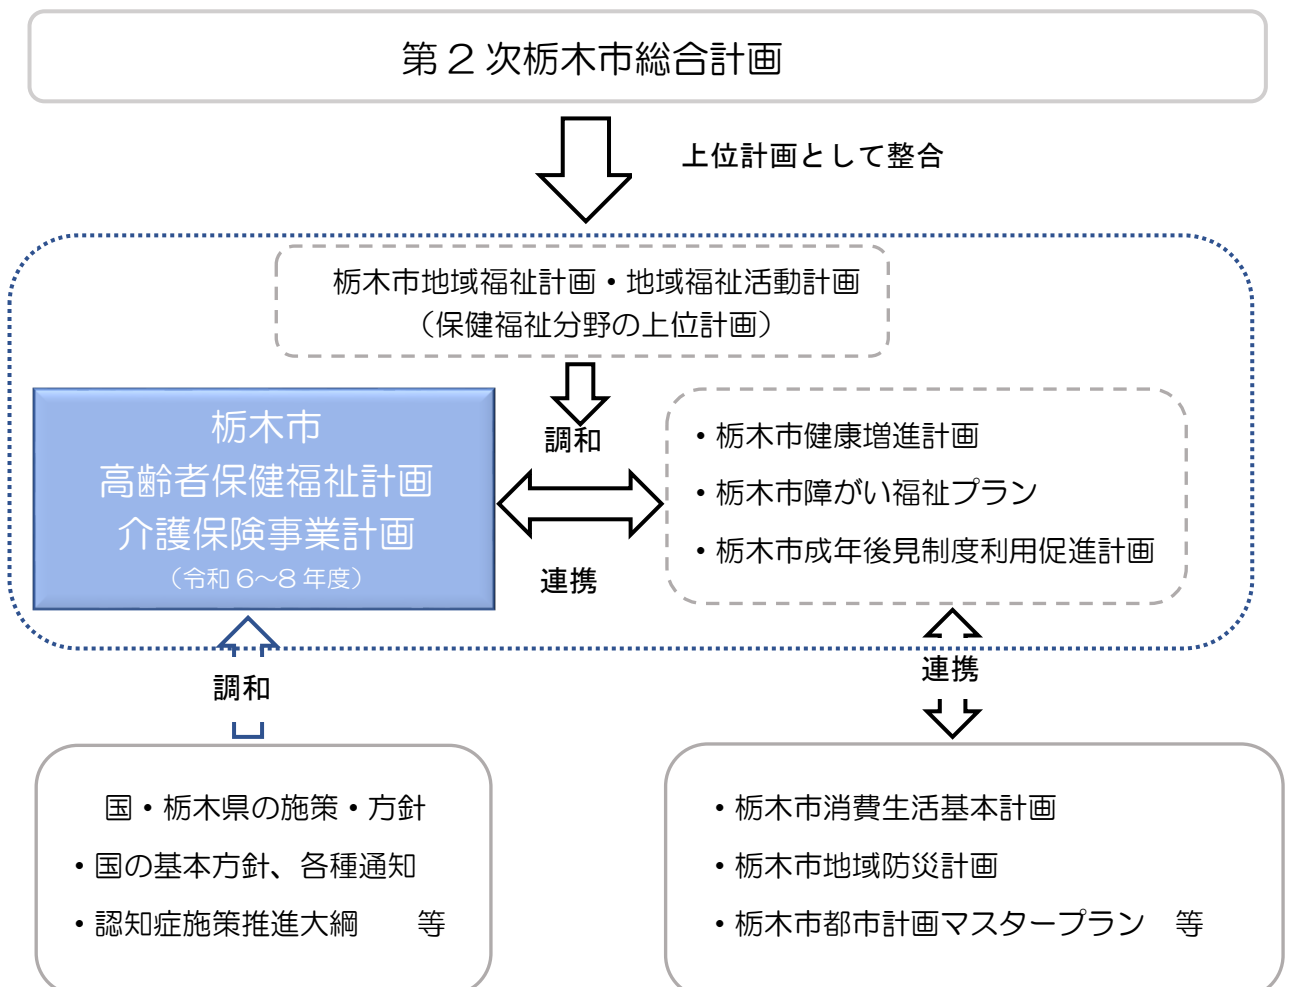 第2次栃木市総合計画
上位計画として整合
栃木市地域福祉計画・地域福祉活動計画
（保健福祉分野の上位計画）
調和
栃木市
高齢者保健福祉計画
介護保険事業計画
（令和6～8年度）
連携
・栃木市健康増進計画
・栃木市障がい福祉プラン
・栃木市成年後見制度利用促進計画
調和
連携
国・栃木県の施策・方針
・国の基本方針、各種通知
・認知症施策推進大綱　　等
・栃木市消費生活基本計画
・栃木市地域防災計画
・栃木市都市計画マスタープラン　等